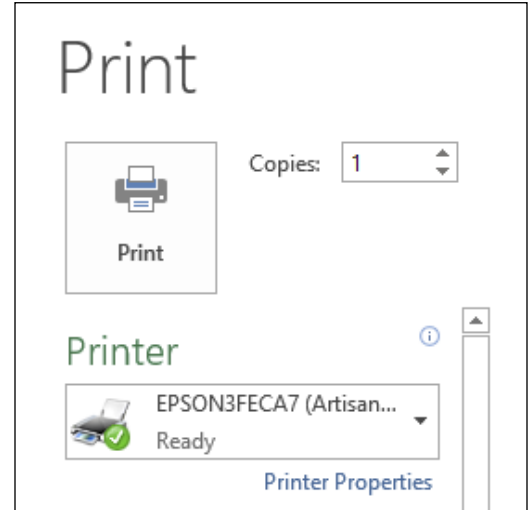 Print
Copies: 1
Print
Printer
EPSON3FECA7 (Artisan...
Ready
Printer Properties